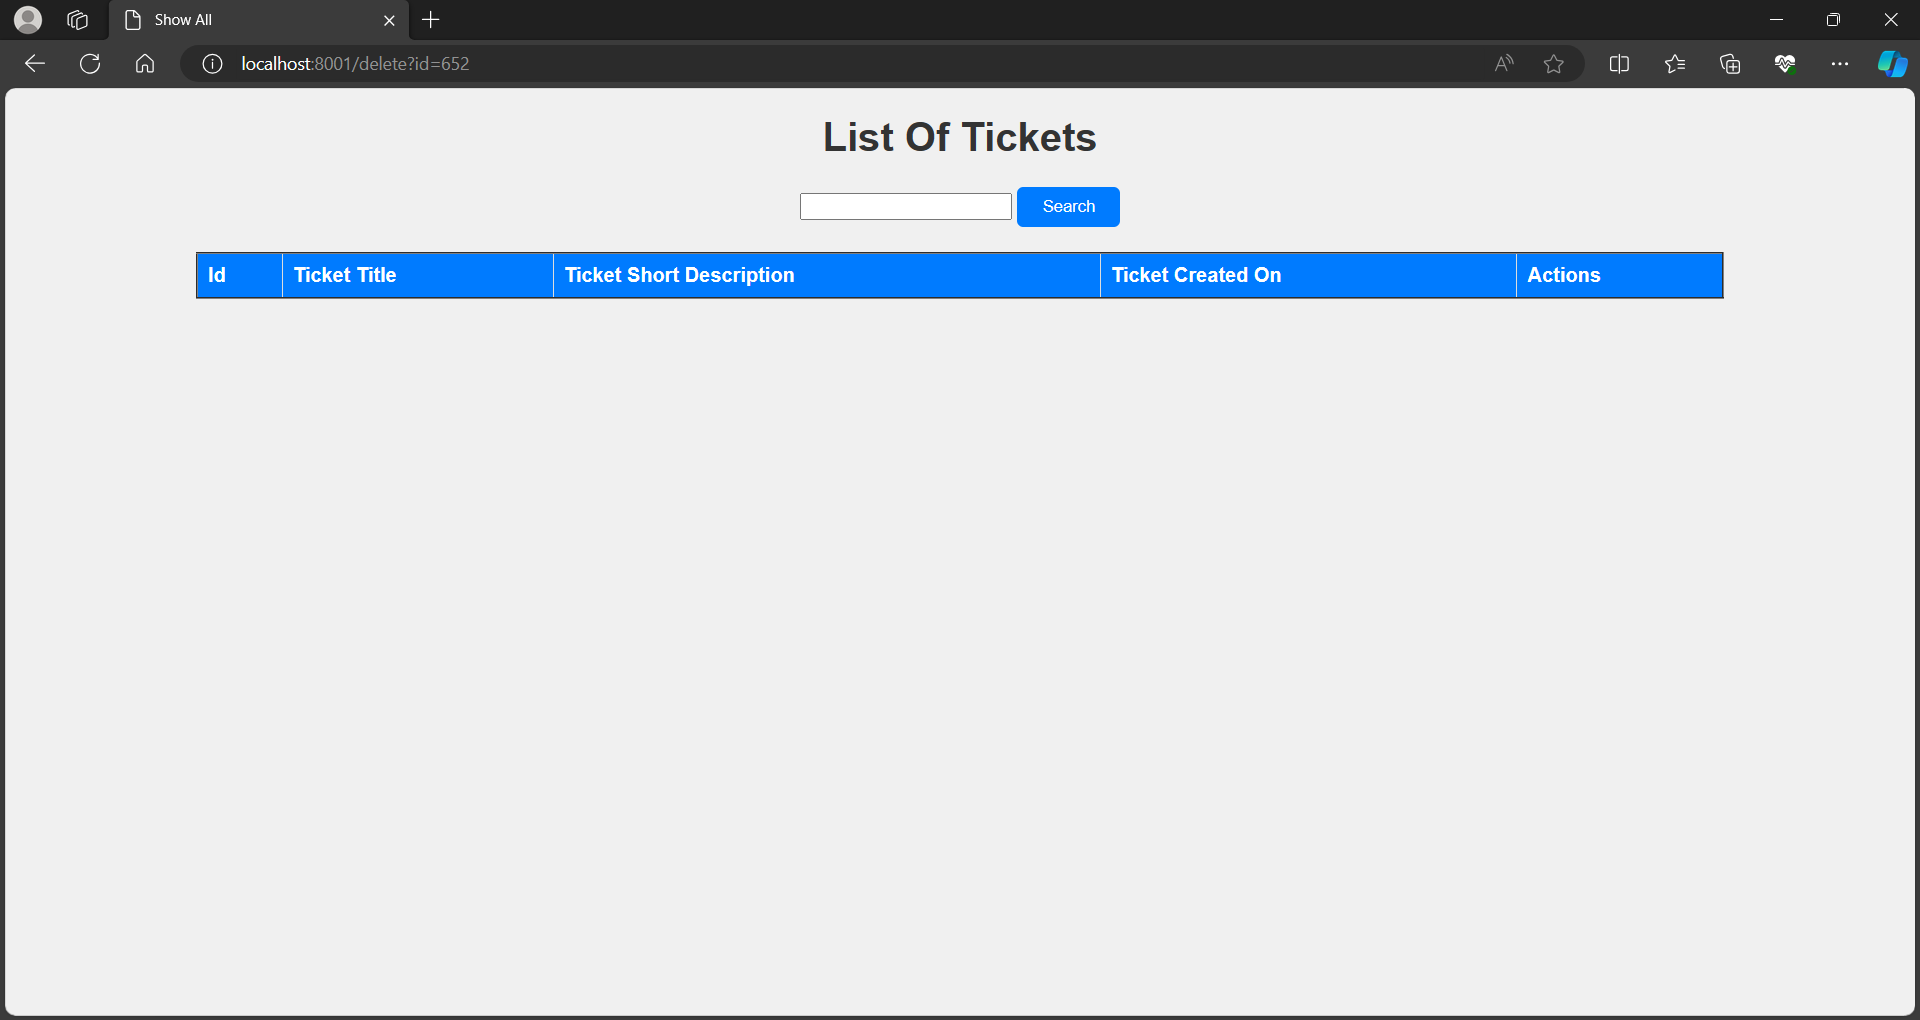 Show All
localhost:8001/delete?id=652
List Of Tickets
Search
Id Ticket Title Ticket Short Description Ticket Created On Actions